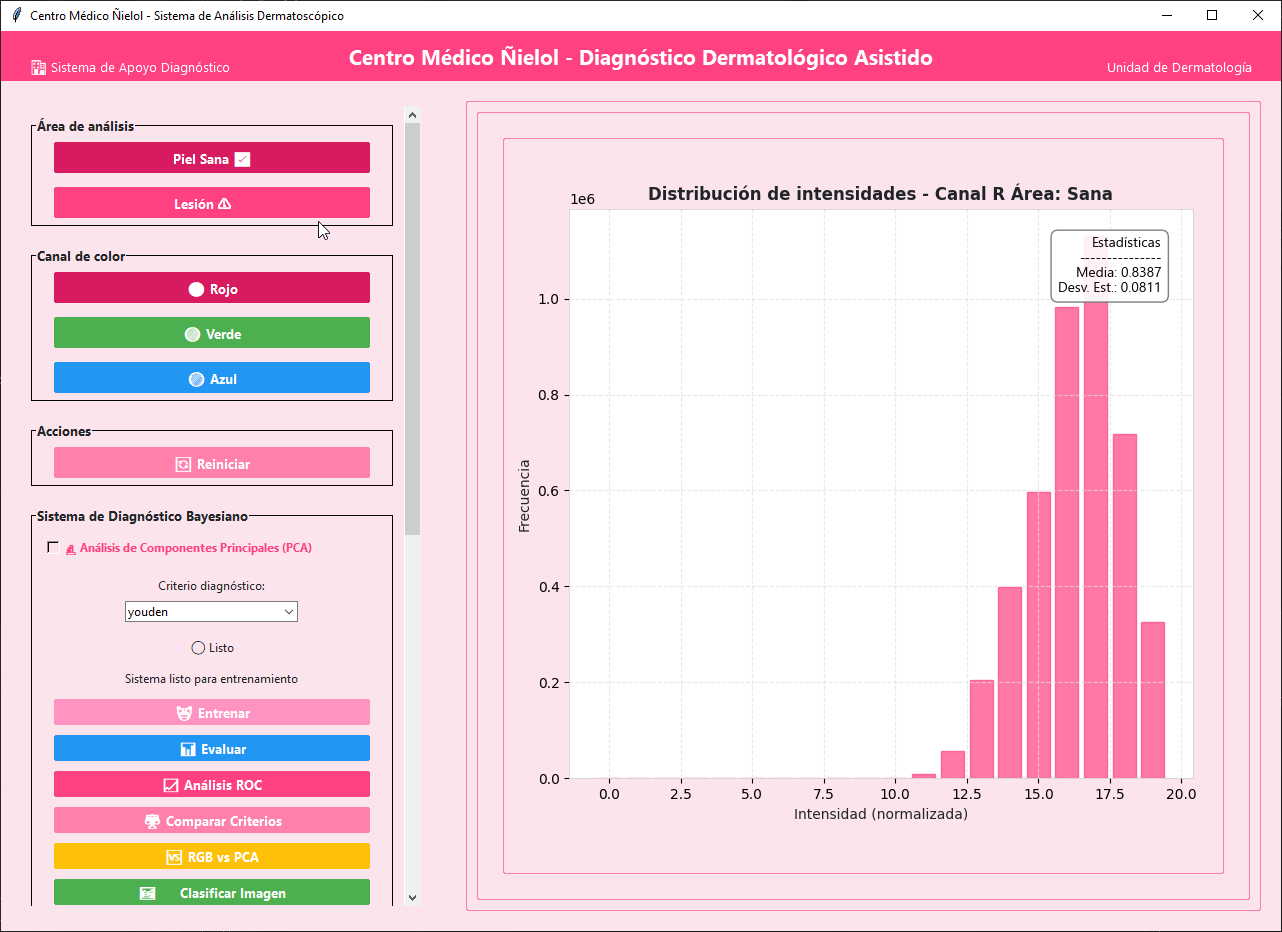 Centro Médico Ñielol - Sistema de Análisis Dermatoscópico
Sistema de Apoyo Diagnóstico
Centro Médico Ñielol - Diagnóstico Dermatológico Asistido
Unidad de Dermatología
Área de análisis
Piel Sana
Lesión
Canal de color
Rojo
Verde
Azul
Acciones
Reiniciar
Sistema de Diagnóstico Bayesiano
Análisis de Componentes Principales (PCA)
Criterio diagnóstico:
youden
Listo
Sistema listo para entrenamiento
Entrenar
Evaluar
Análisis ROC
Comparar Criterios
VS RGB vs PCA
Clasificar Imagen
Distribución de intensidades - Canal R Área: Sana
1e6
Estadísticas
---------------
Media: 0.8387
Desv. Est.: 0.0811
1.0
0.8
0.6
0.4
0.2
0.0
Frecuencia
0.0 2.5 5.0 7.5 10.0 12.5 15.0 17.5 20.0
Intensidad (normalizada)